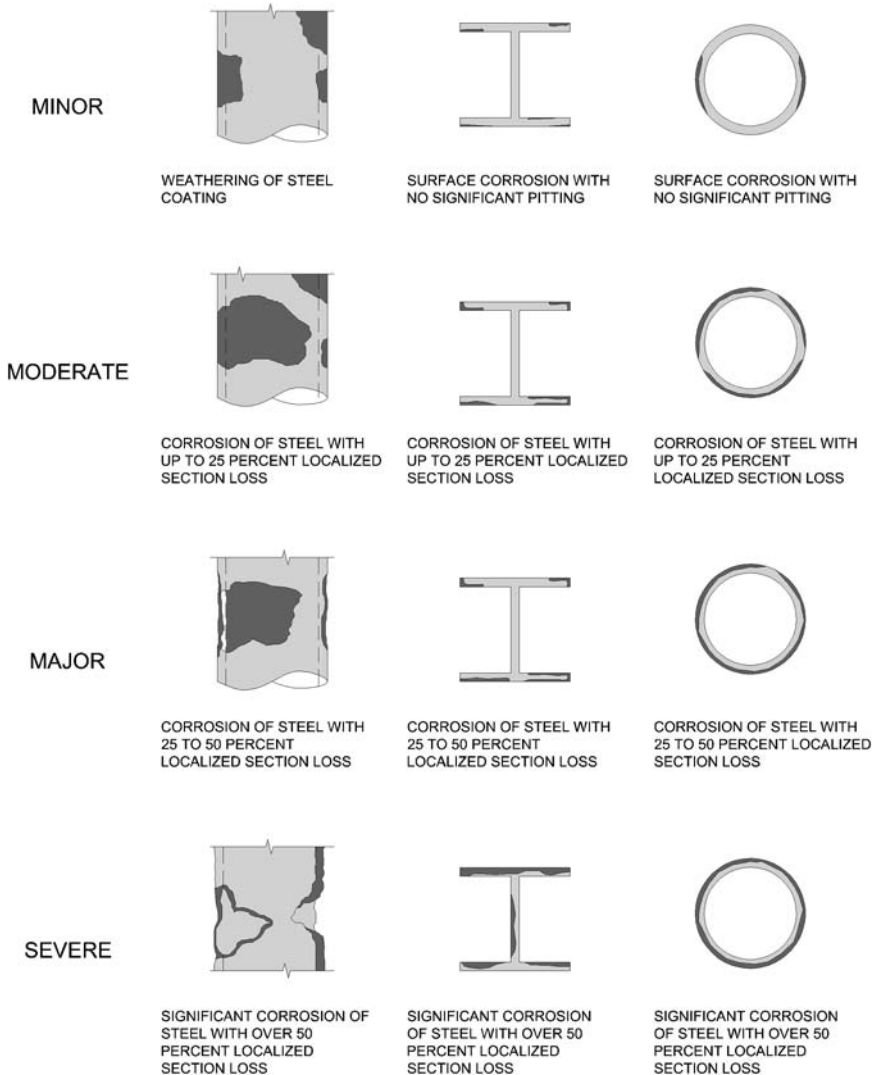 MINOR
WEATHERING OF STEEL
COATING
SURFACE CORROSION WITH
NO SIGNIFICANT PITTING
SURFACE CORROSION WITH
NO SIGNIFICANT PITTING
MODERATE
CORROSION OF STEEL WITH
UP TO 25 PERCENT LOCALIZED
SECTION LOSS
CORROSION OF STEEL WITH
UP TO 25 PERCENT LOCALIZED
SECTION LOSS
CORROSION OF STEEL WITH
UP TO 25 PERCENT
LOCALIZED SECTION LOSS
MAJOR
CORROSION OF STEEL WITH
25 TO 50 PERCENT
LOCALIZED SECTION LOSS
CORROSION OF STEEL WITH
25 TO 50 PERCENT
LOCALIZED SECTION LOSS
CORROSION OF STEEL WITH
25 TO 50 PERCENT LOCALIZED
SECTION LOSS
SEVERE
SIGNIFICANT CORROSION OF
STEEL WITH OVER 50
PERCENT LOCALIZED
SECTION LOSS
SIGNIFICANT CORROSION
OF STEEL WITH OVER 50
PERCENT LOCALIZED
SECTION LOSS
SIGNIFICANT CORROSION
OF STEEL WITH OVER 50
PERCENT LOCALIZED
SECTION LOSS